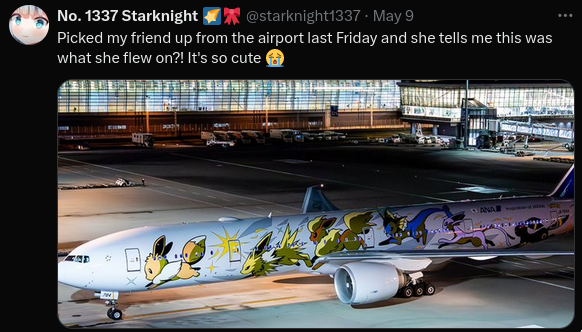 No. 1337 Starknight @starknight1337 · May 9
Picked my friend up from the airport last Friday and she tells me this was
what she flew on?! It's so cute
ANA